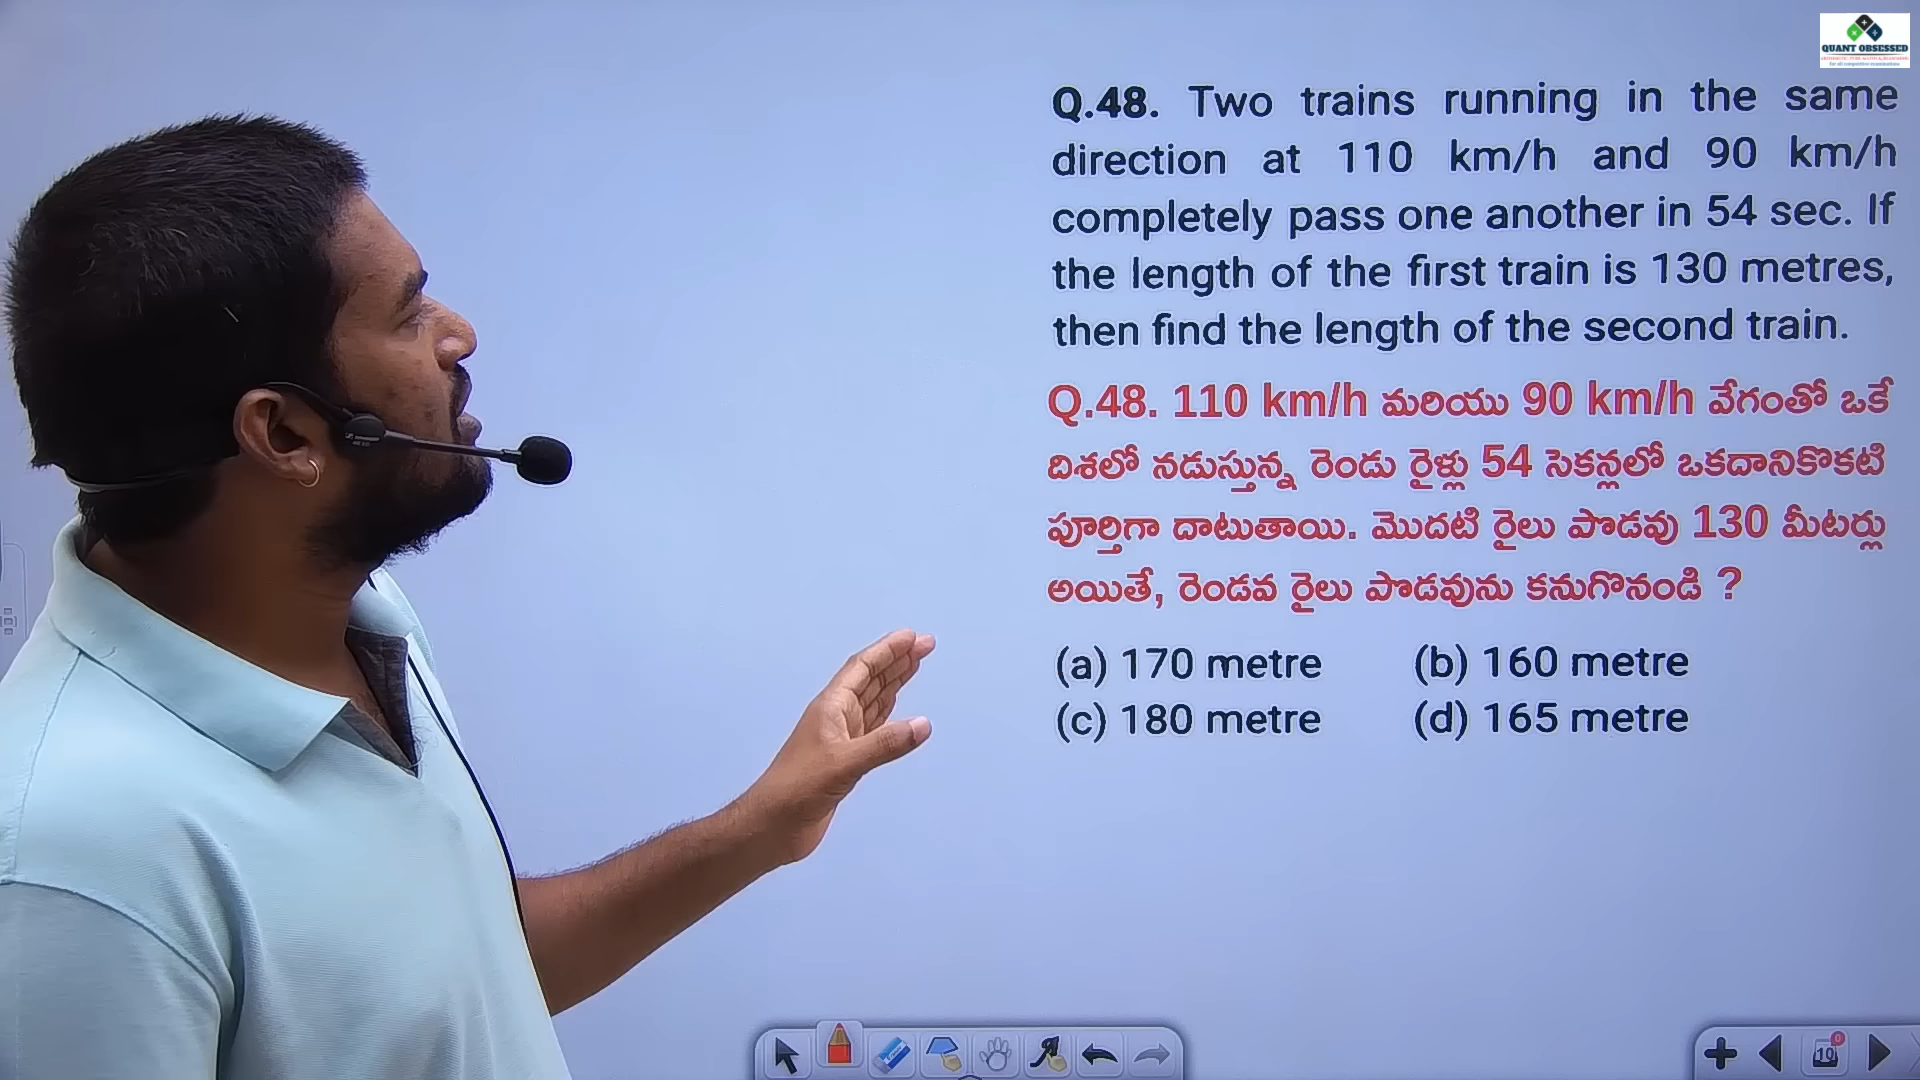 QUANT OBSESSED
Q.48. Two trains running in the same
direction at 110 km/h and 90 km/h
completely pass one another in 54 sec. If
the length of the first train is 130 metres,
then find the length of the second train.
Q.48. 110 km/h మరియు 90 km/h వేగంతో ఒకే
దిశలో నడుస్తున్న రెండు రైళ్లు 54 సెకన్లలో ఒకదానికొకటి
పూర్తిగా దాటుతాయి. మొదటి రైలు పొడవు 130 మీటర్లు
అయితే, రెండవ రైలు పొడవును కనుగొనండి ?
(a) 170 metre (b) 160 metre
(c) 180 metre (d) 165 metre
10
0